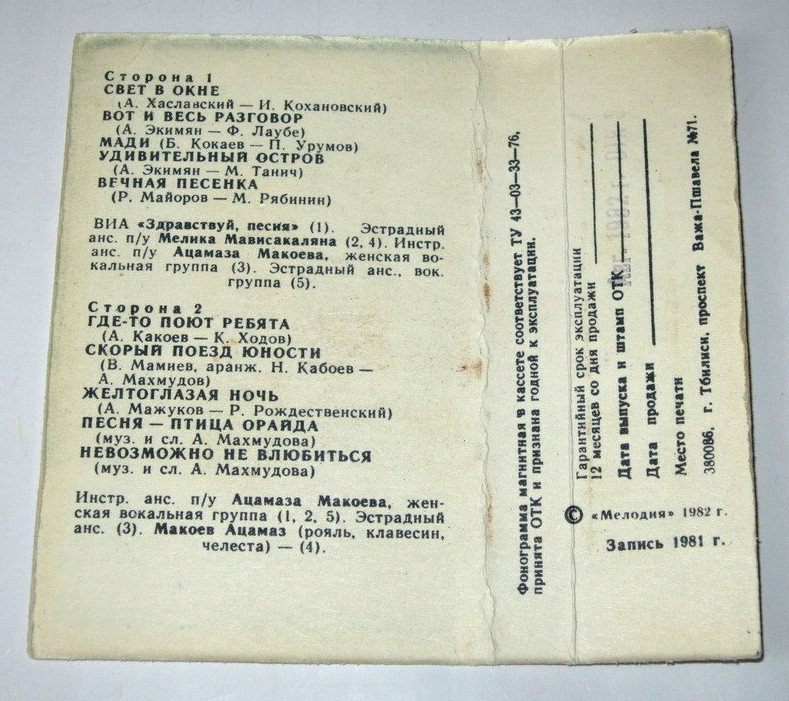 Сторона 1
СВЕТ В ОКНЕ
(А. Хаславский — И. Кохановский)
ВОТ И ВЕСЬ РАЗГОВОР
(А. Экимян — Ф. Лаубе)
МАДИ (Б. Кокаев — П. Урумов)
УДИВИТЕЛЬНЫЙ ОСТРОВ
(А. Экимян — М. Танич)
ВЕЧНАЯ ПЕСЕНКА
(Р. Майоров — М. Рябинин)
ВИА «Здравствуй, песня» (1). Эстрадный
анс. п/у Мелика Мависакаляна (2, 4). Инстр.
анс. п/у Ацамаза Макоева, женская во-
кальная группа (3). Эстрадный анс., вок.
группа (5).
Сторона 2
ГДЕ-ТО ПОЮТ РЕБЯТА
(А. Какоев — К. Ходов)
СКОРЫЙ ПОЕЗД ЮНОСТИ
(В. Мамиев, аранж. Н. Кабоев —
А. Махмудов)
ЖЕЛТОГЛАЗАЯ НОЧЬ
(А. Мажуков — Р. Рождественский)
ПЕСНЯ — ПТИЦА ОРАЙДА
(муз. и сл. А. Махмудова)
НЕВОЗМОЖНО НЕ ВЛЮБИТЬСЯ
(муз. и сл. А. Махмудова)
Инстр. анс. п/у Ацамаза Макоева, жен-
ская вокальная группа (1, 2, 5). Эстрадный
анс. (3). Макоев Ацамаз (рояль, клавесин,
челеста) — (4).
Фонограмма магнитная в кассете соответствует ТУ 43—03—33—76,
принята ОТК и признана годной к эксплуатации.
Гарантийный срок эксплуатации
12 месяцев со дня продажи
Дата выпуска и штамп ОТК
1982 г.
Дата продажи
Место печати
380086, г. Тбилиси, проспект Важа-Пшавела №71.
© «Мелодия» 1982 г.
Запись 1981 г.